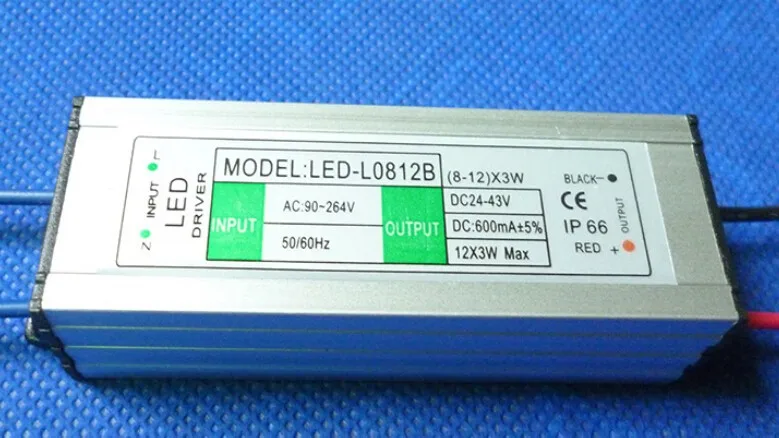 L
INPUT
N
LED
DRIVER
MODEL:LED-L0812B
(8-12)X3W
INPUT
AC:90~264V
50/60Hz
OUTPUT
DC24-43V
DC:600mA±5%
12X3W Max
BLACK -
CE
IP 66
RED +
OUTPUT